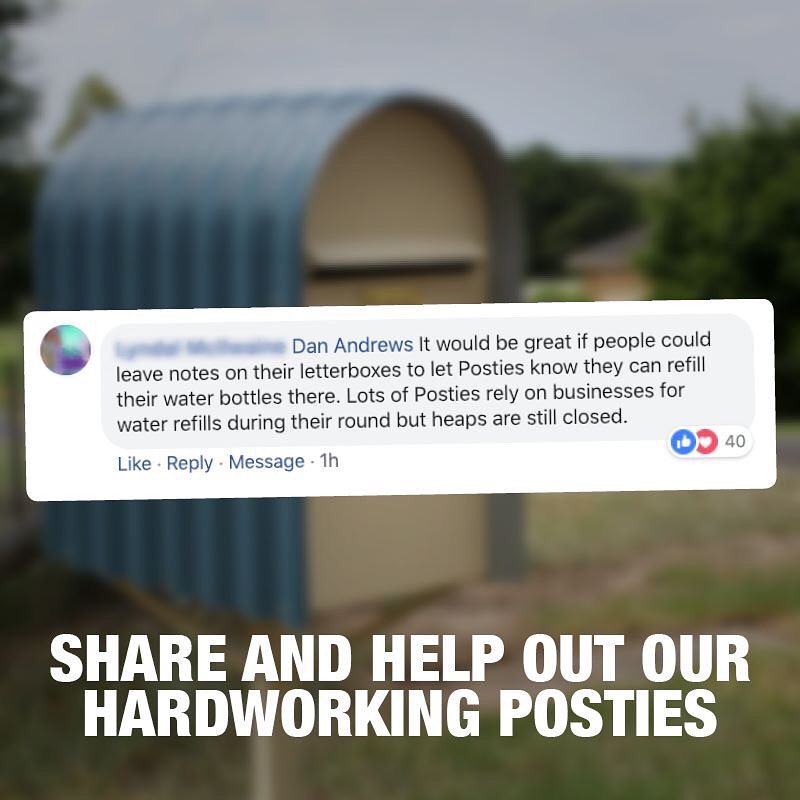 Dan Andrews It would be great if people could
leave notes on their letterboxes to let Posties know they can refill
their water bottles there. Lots of Posties rely on businesses for
water refills during their round but heaps are still closed.
40
Like · Reply · Message · 1h
SHARE AND HELP OUT OUR
HARDWORKING POSTIES